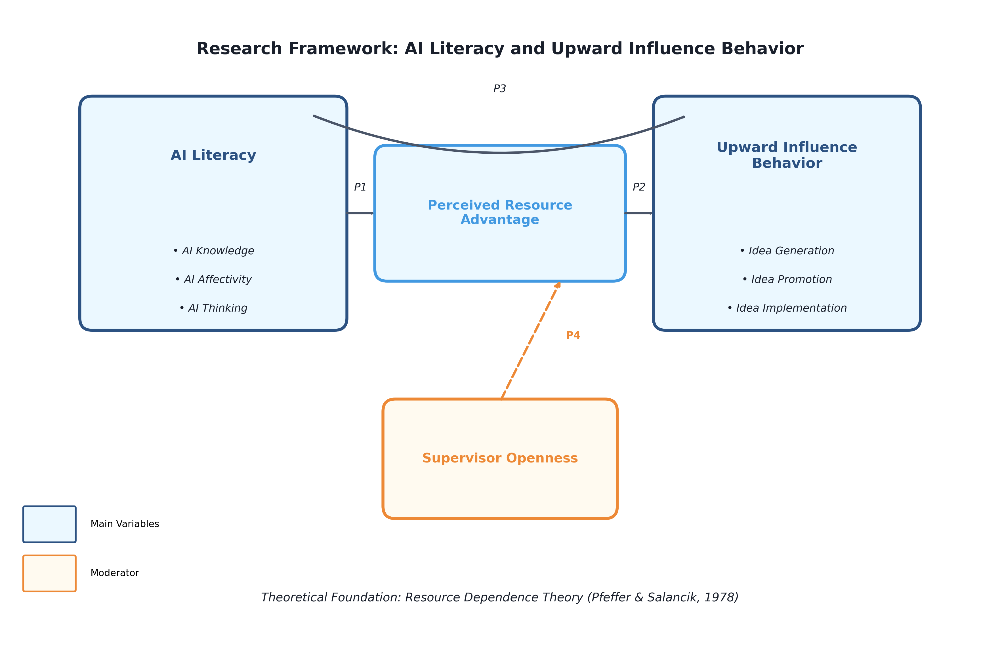 Research Framework: AI Literacy and Upward Influence Behavior
P3
AI Literacy
• AI Knowledge
• AI Affectivity
• AI Thinking
P1
Perceived Resource
Advantage
P2
Upward Influence
Behavior
• Idea Generation
• Idea Promotion
• Idea Implementation
P4
Supervisor Openness
Main Variables
Moderator
Theoretical Foundation: Resource Dependence Theory (Pfeffer & Salancik, 1978)